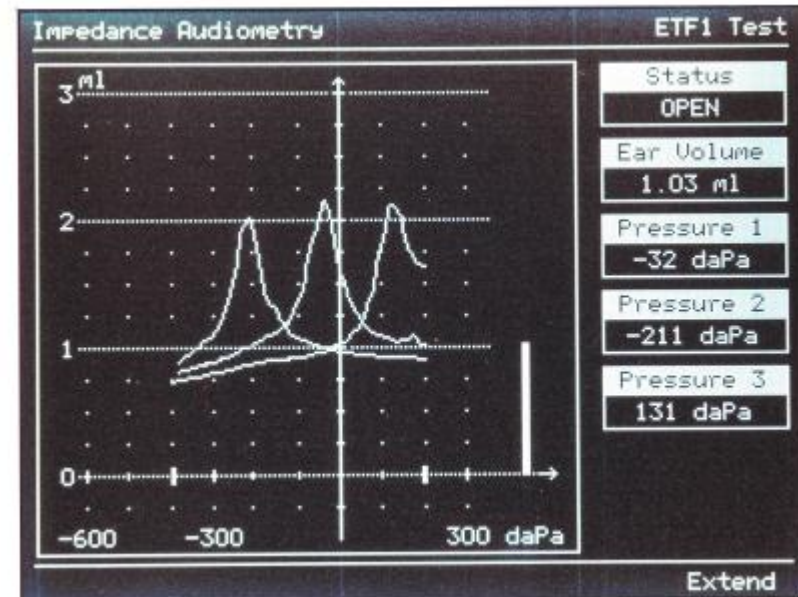 Impedance Audiometry
ETF1 Test
ml
3
2
1
0
-600
-300
300 daPa
Status
OPEN
Ear Volume
1.03 ml
Pressure 1
-32 daPa
Pressure 2
-211 daPa
Pressure 3
131 daPa
Extend